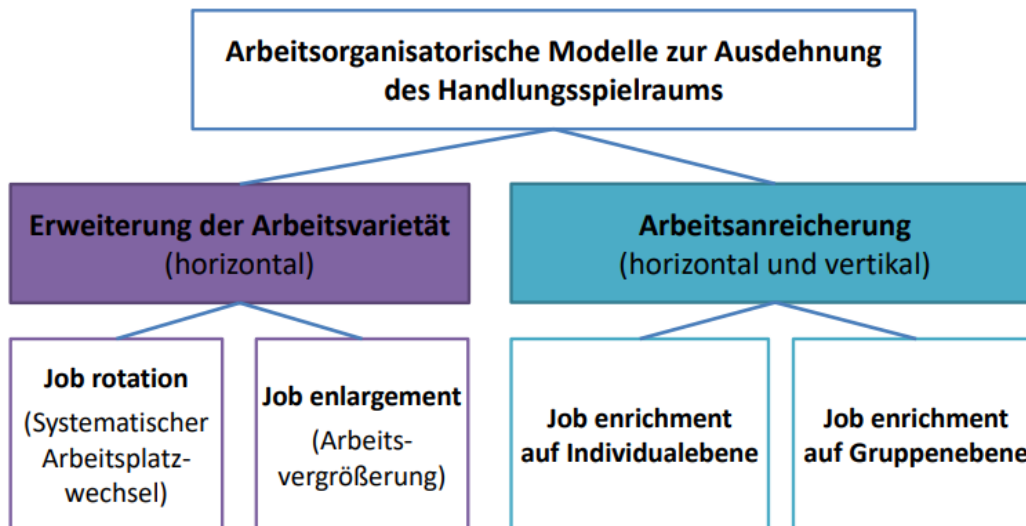 Arbeitsorganisatorische Modelle zur Ausdehnung
des Handlungsspielraums
Erweiterung der Arbeitsvarietät
(horizontal)
Arbeitsanreicherung
(horizontal und vertikal)
Job rotation
(Systematischer
Arbeitsplatz-
wechsel)
Job enlargement
(Arbeits-
vergrößerung)
Job enrichment
auf Individualebene
Job enrichment
auf Gruppenebene